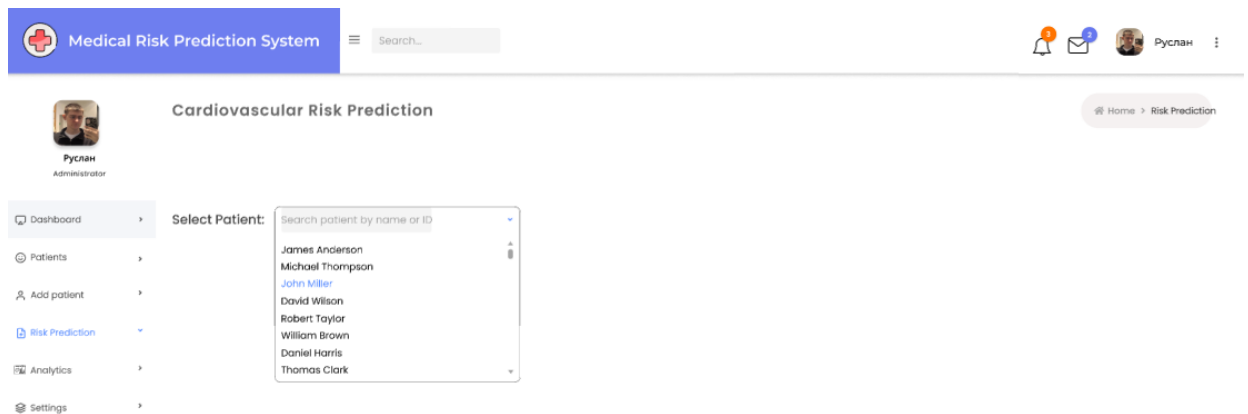 Medical Risk Prediction System
Search...
3
3
Руслан
Руслан
Administrator
Cardiovascular Risk Prediction
Home > Risk Prediction
Dashboard
Patients
Add patient
Risk Prediction
Analytics
Settings
Select Patient:
Search patient by name or ID
James Anderson
Michael Thompson
John Miller
David Wilson
Robert Taylor
William Brown
Daniel Harris
Thomas Clark